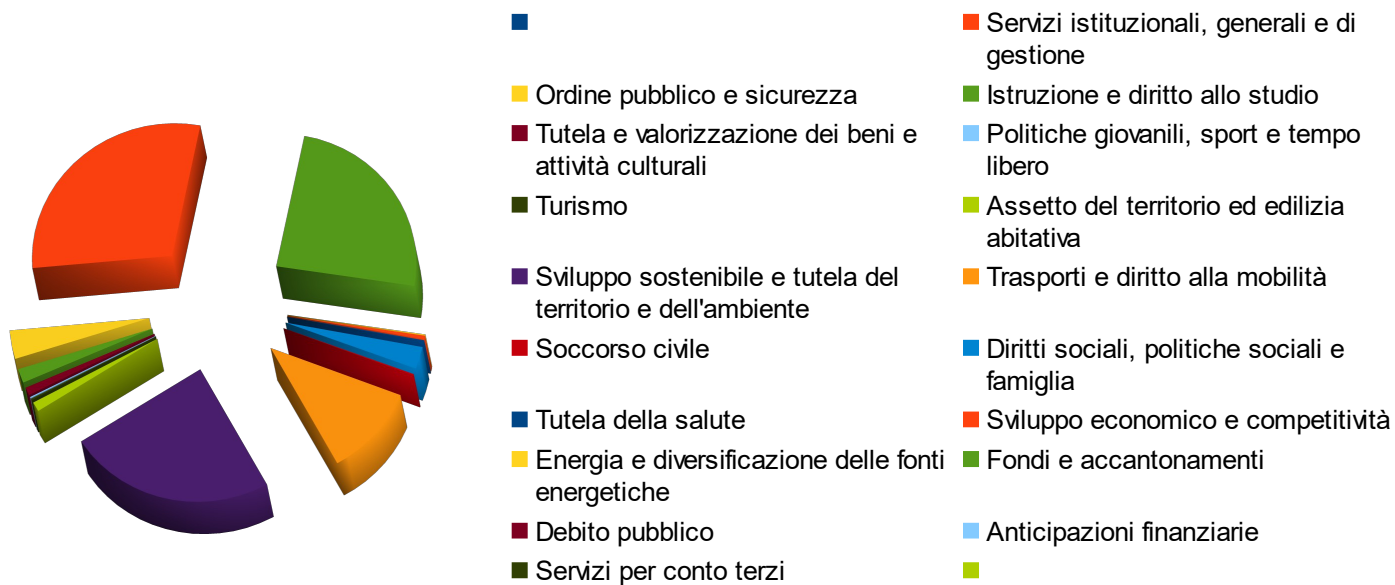 Servizi istituzionali, generali e di
gestione
Ordine pubblico e sicurezza
Istruzione e diritto allo studio
Tutela e valorizzazione dei beni e
attività culturali
Politiche giovanili, sport e tempo
libero
Turismo
Assetto del territorio ed edilizia
abitativa
Sviluppo sostenibile e tutela del
territorio e dell'ambiente
Trasporti e diritto alla mobilità
Soccorso civile
Diritti sociali, politiche sociali e
famiglia
Tutela della salute
Sviluppo economico e competitività
Energia e diversificazione delle fonti
energetiche
Fondi e accantonamenti
Debito pubblico
Anticipazioni finanziarie
Servizi per conto terzi